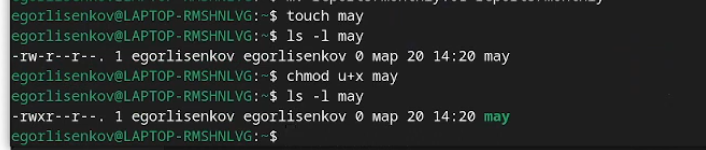 egorlisenkov@LAPTOP-RMSHNLVG:~$ touch may
egorlisenkov@LAPTOP-RMSHNLVG:~$ ls -l may
-rw-r--r--. 1 egorlisenkov egorlisenkov 0 мар 20 14:20 may
egorlisenkov@LAPTOP-RMSHNLVG:~$ chmod u+x may
egorlisenkov@LAPTOP-RMSHNLVG:~$ ls -l may
-rwxr--r--. 1 egorlisenkov egorlisenkov 0 мар 20 14:20 may
egorlisenkov@LAPTOP-RMSHNLVG:~$